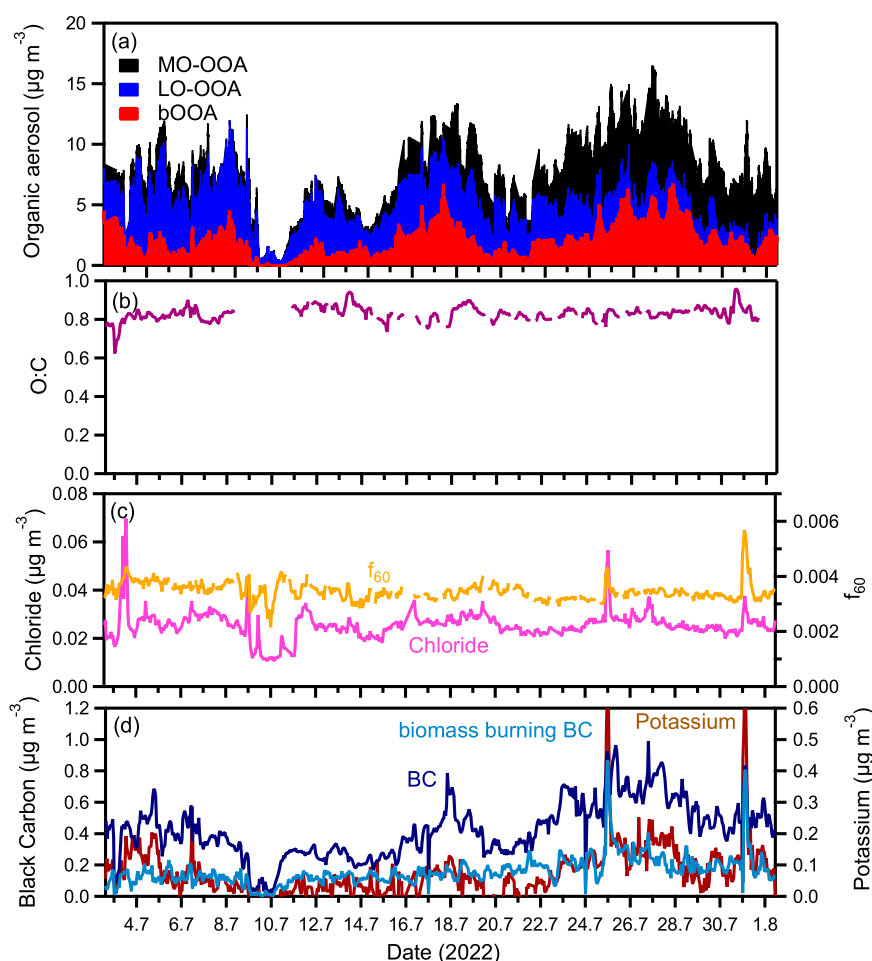 20
15
10
5
0
Organic aerosol (µg m⁻³)
(a)
MO-OOA
LO-OOA
bOOA
1.0
0.8
0.6
0.4
0.2
0.0
O:C
(b)
0.08
0.06
0.04
0.02
0.00
Chloride (µg m⁻³)
(c)
f₆₀
Chloride
0.006
0.004
0.002
0.000
f₆₀
1.2
1.0
0.8
0.6
0.4
0.2
0.0
Black Carbon (µg m⁻³)
(d)
biomass burning BC
Potassium
BC
0.6
0.5
0.4
0.3
0.2
0.1
0.0
Potassium (µg m⁻³)
4.7 6.7 8.7 10.7 12.7 14.7 16.7 18.7 20.7 22.7 24.7 26.7 28.7 30.7 1.8
Date (2022)